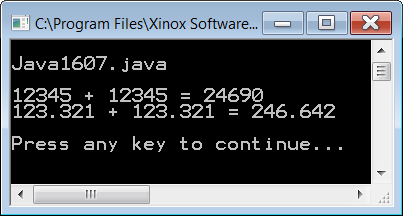 C:\Program Files\Xinox Software...
Java1607.java
12345 + 12345 = 24690
123.321 + 123.321 = 246.642
Press any key to continue...